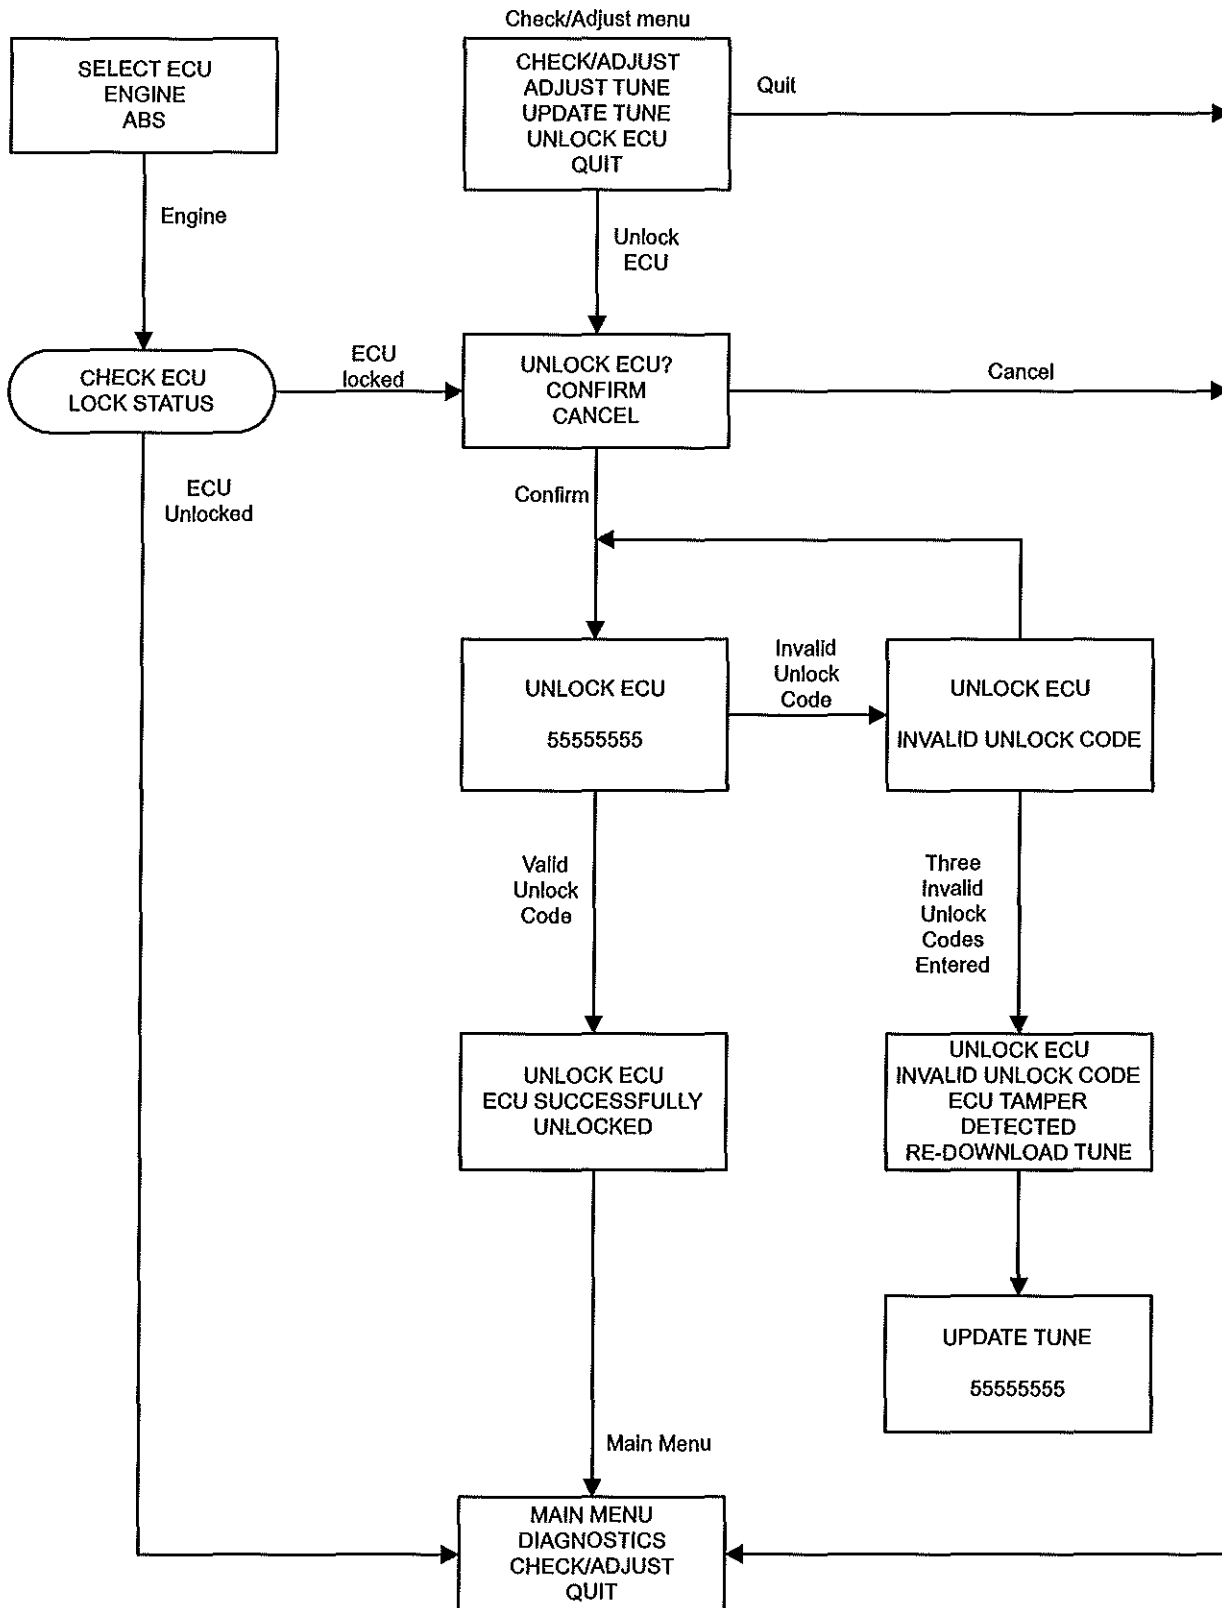 Check/Adjust menu
SELECT ECU
ENGINE
ABS
CHECK/ADJUST
ADJUST TUNE
UPDATE TUNE
UNLOCK ECU
QUIT
Quit
Engine
Unlock
ECU
CHECK ECU
LOCK STATUS
ECU
locked
UNLOCK ECU?
CONFIRM
CANCEL
Cancel
ECU
Unlocked
Confirm
UNLOCK ECU
55555555
Invalid
Unlock
Code
UNLOCK ECU
INVALID UNLOCK CODE
Valid
Unlock
Code
Three
Invalid
Unlock
Codes
Entered
UNLOCK ECU
ECU SUCCESSFULLY
UNLOCKED
UNLOCK ECU
INVALID UNLOCK CODE
ECU TAMPER
DETECTED
RE-DOWNLOAD TUNE
UPDATE TUNE
55555555
Main Menu
MAIN MENU
DIAGNOSTICS
CHECK/ADJUST
QUIT